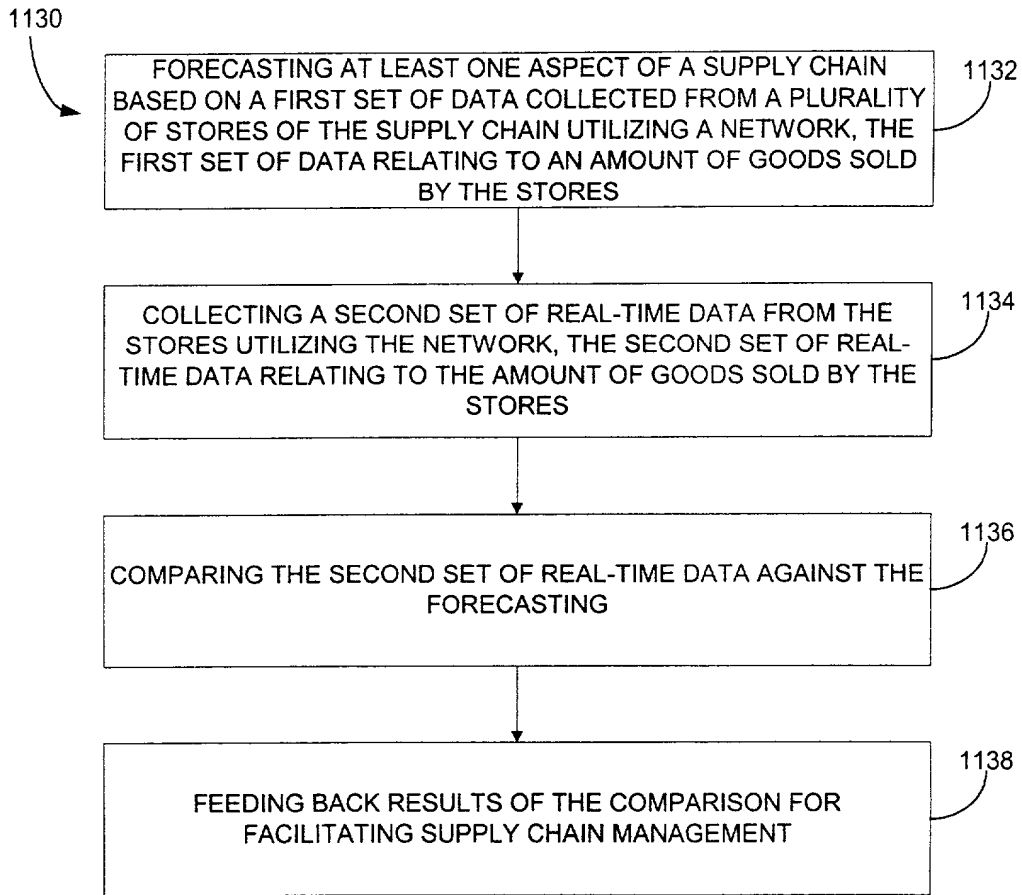 1130
FORECASTING AT LEAST ONE ASPECT OF A SUPPLY CHAIN
BASED ON A FIRST SET OF DATA COLLECTED FROM A PLURALITY
OF STORES OF THE SUPPLY CHAIN UTILIZING A NETWORK, THE
FIRST SET OF DATA RELATING TO AN AMOUNT OF GOODS SOLD
BY THE STORES
1132
COLLECTING A SECOND SET OF REAL-TIME DATA FROM THE
STORES UTILIZING THE NETWORK, THE SECOND SET OF REAL-
TIME DATA RELATING TO THE AMOUNT OF GOODS SOLD BY THE
STORES
1134
COMPARING THE SECOND SET OF REAL-TIME DATA AGAINST THE
FORECASTING
1136
FEEDING BACK RESULTS OF THE COMPARISON FOR
FACILITATING SUPPLY CHAIN MANAGEMENT
1138